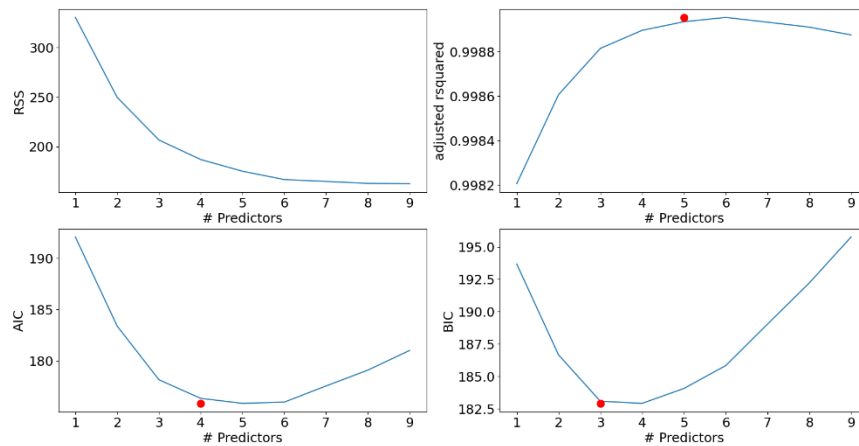 RSS
300
250
200
1 2 3 4 5 6 7 8 9
# Predictors
adjusted rsquared
0.9988
0.9986
0.9984
0.9982
1 2 3 4 5 6 7 8 9
# Predictors
AIC
190
185
180
1 2 3 4 5 6 7 8 9
# Predictors
BIC
195.0
192.5
190.0
187.5
185.0
182.5
1 2 3 4 5 6 7 8 9
# Predictors